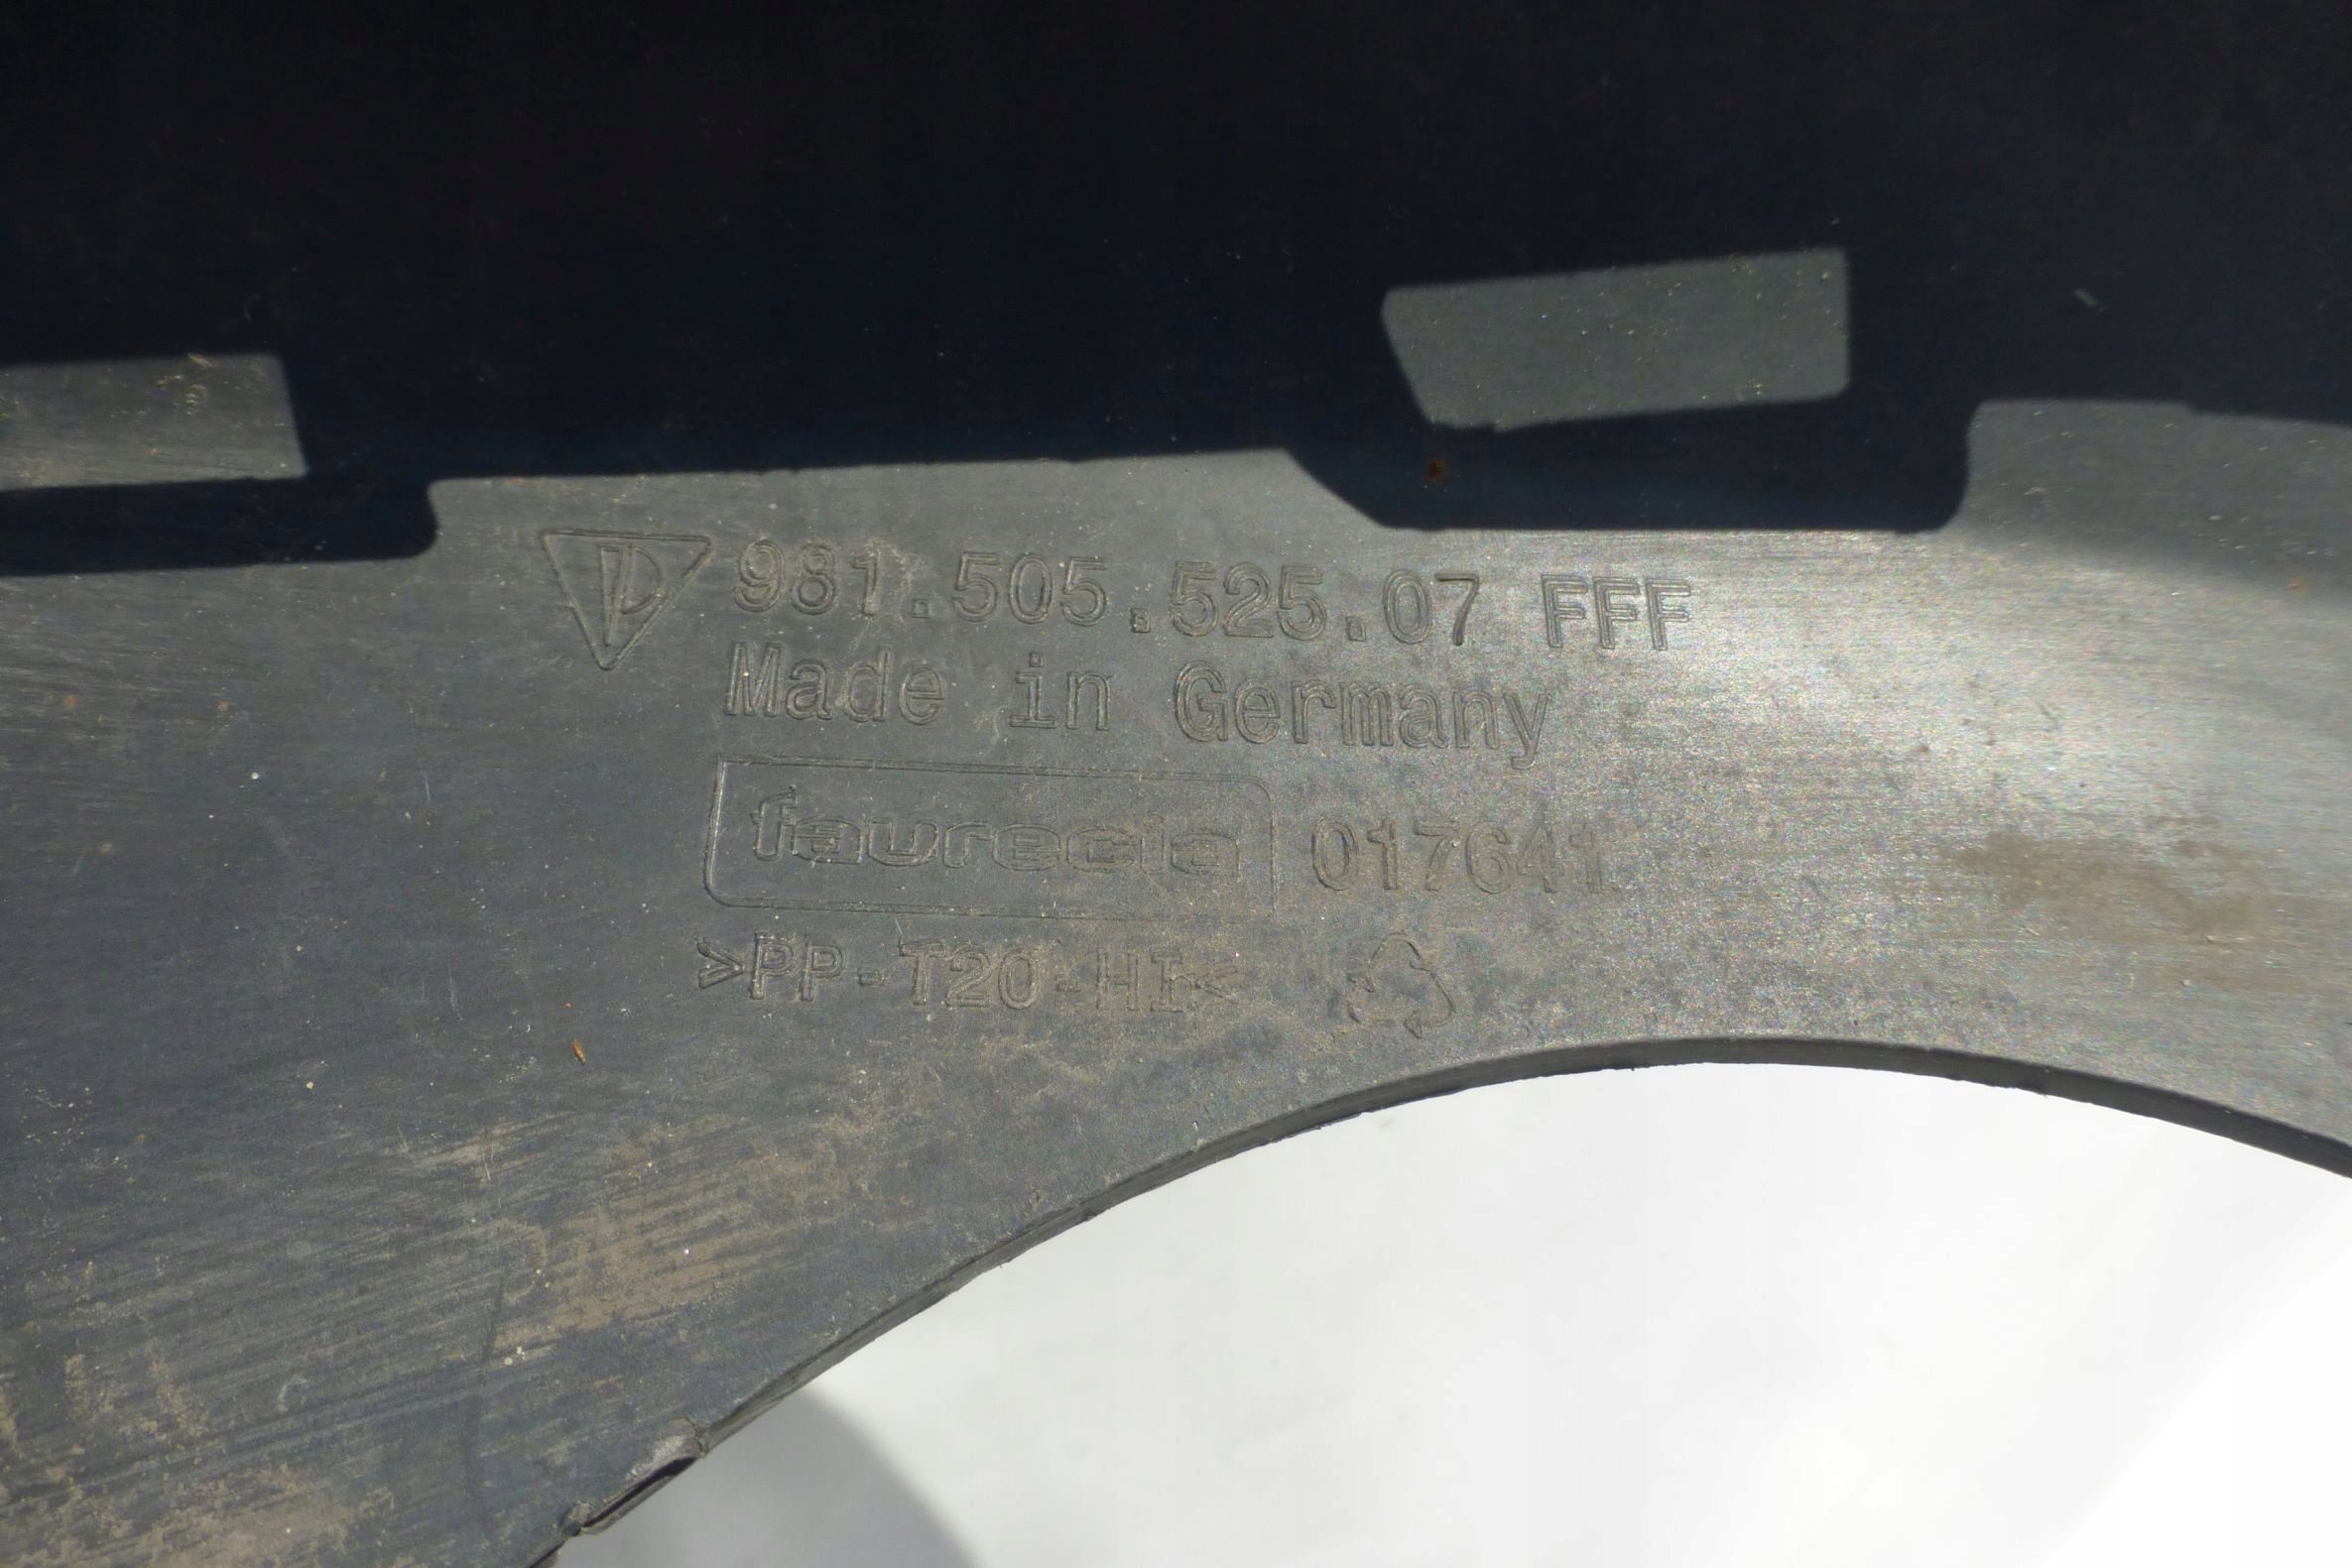 981.505.525.07 FFF
Made in Germany
faurecia 017641
>PP-T20-HI<